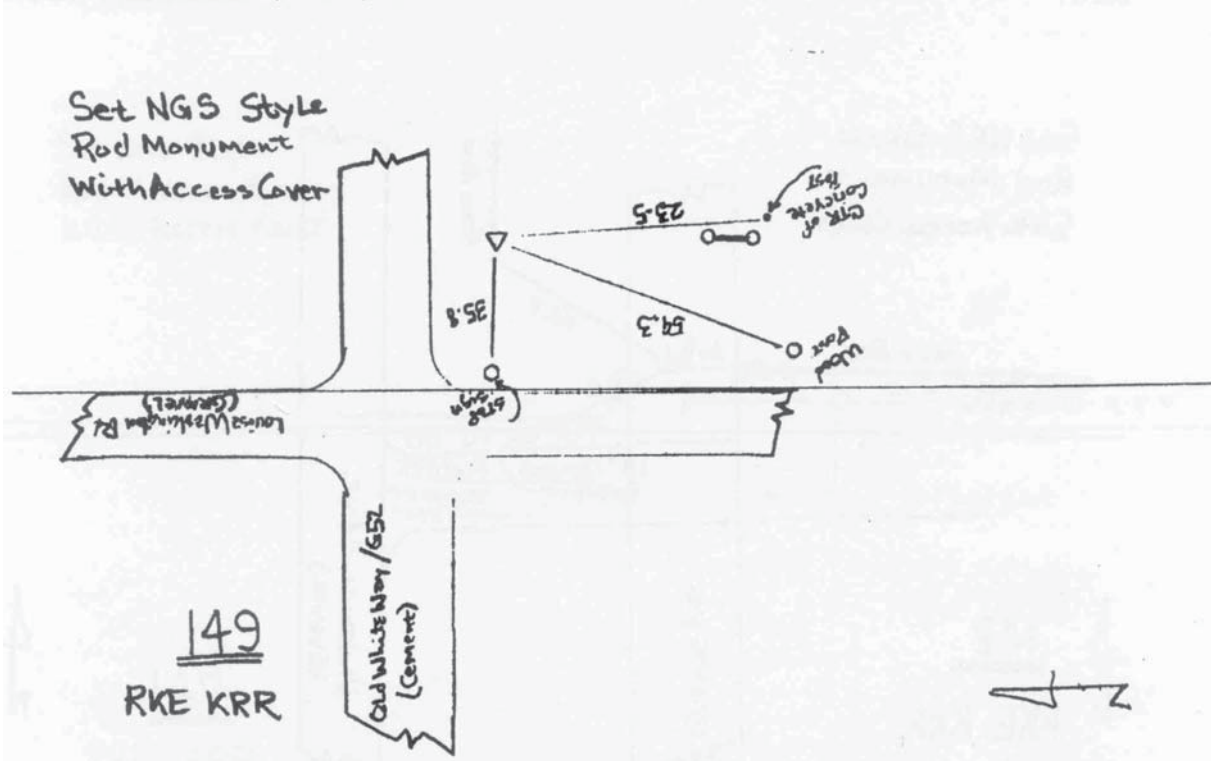 Set NGS Style
Rod Monument
With Access Cover
23.5
CTR of
Concrete
Post
35.8
54.3
Wood
Post
STOP
Sign
Louisa Washington Rd
(GRAVEL)
Old White Way / G52
(Cement)
149
RKE KRR
N